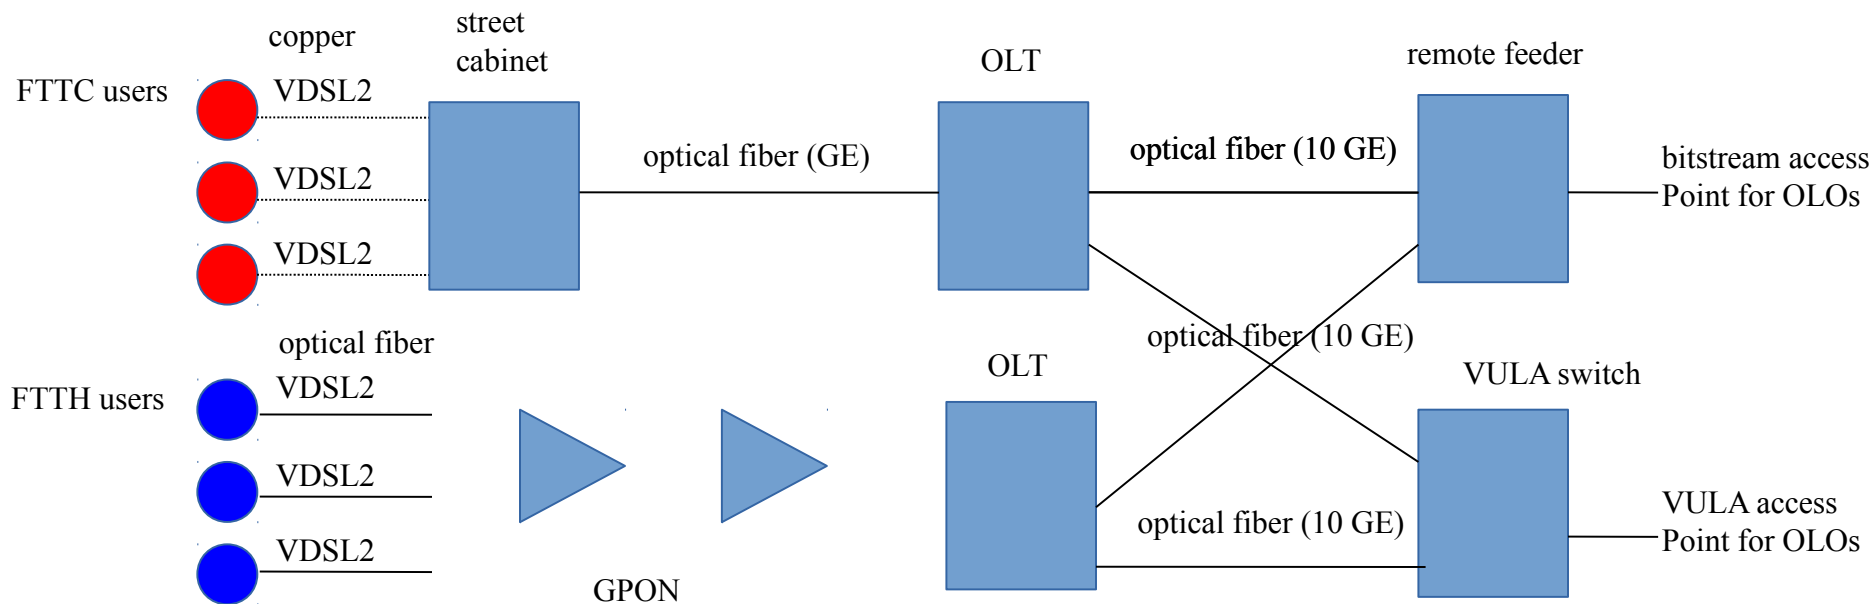 copper
street
cabinet
OLT
remote feeder
FTTC users
VDSL2
optical fiber (GE)
optical fiber (10 GE)
bitstream access
Point for OLOs
VDSL2
VDSL2
optical fiber
optical fiber (10 GE)
OLT
VULA switch
FTTH users
VDSL2
VDSL2
VDSL2
optical fiber (10 GE)
VULA access
Point for OLOs
GPON